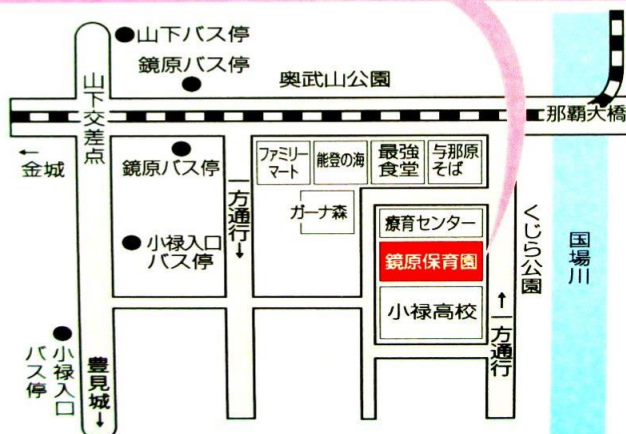 山下バス停
鏡原バス停
奥武山公園
山下交差点
那覇大橋
←
金城
鏡原バス停
一方通行→
ファミリー
マート
能登の海
最強
食堂
与那原
そば
ガーナ森
療育センター
くじら公園
小禄入口
バス停
鏡原保育園
国場川
小禄高校
←一方通行
小禄入口
バス停
豊見城→